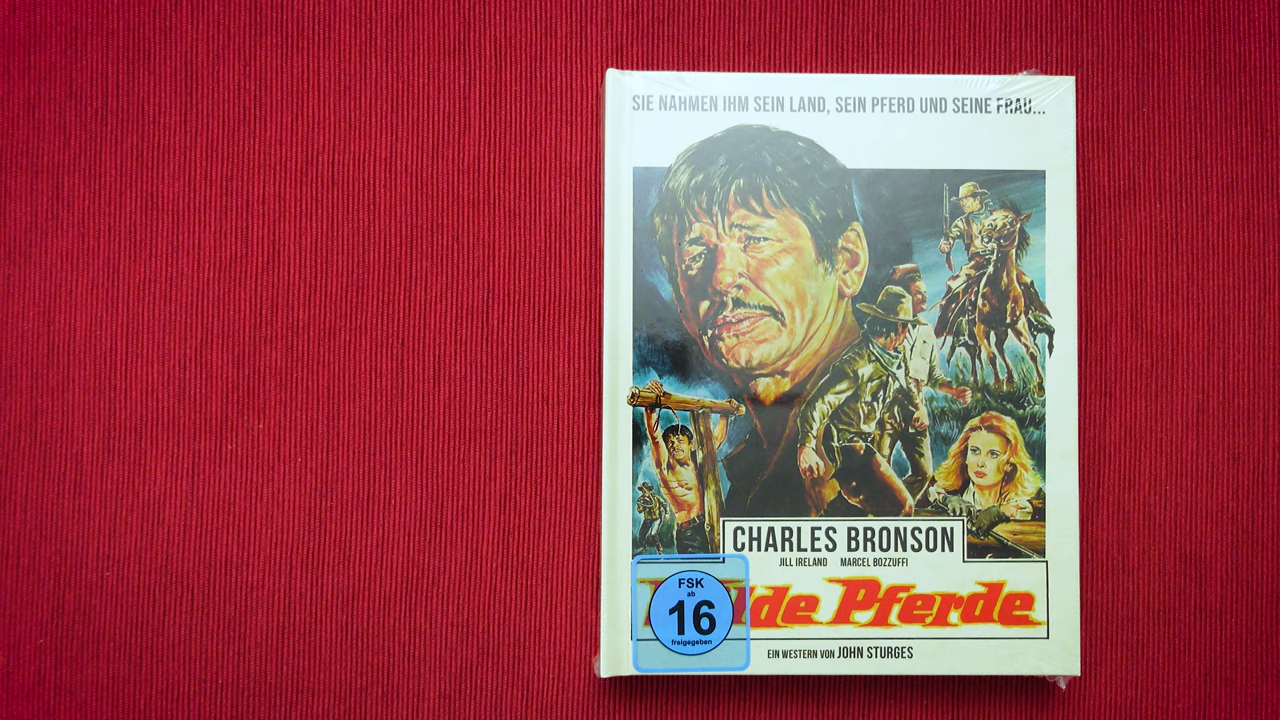 SIE NAHMEN IHM SEIN LAND, SEIN PFERD UND SEINE FRAU...
CHARLES BRONSON
JILL IRELAND MARCEL BOZZUFFI
Pferde
FSK
ab
16
freigegeben
EIN WESTERN VON JOHN STURGES